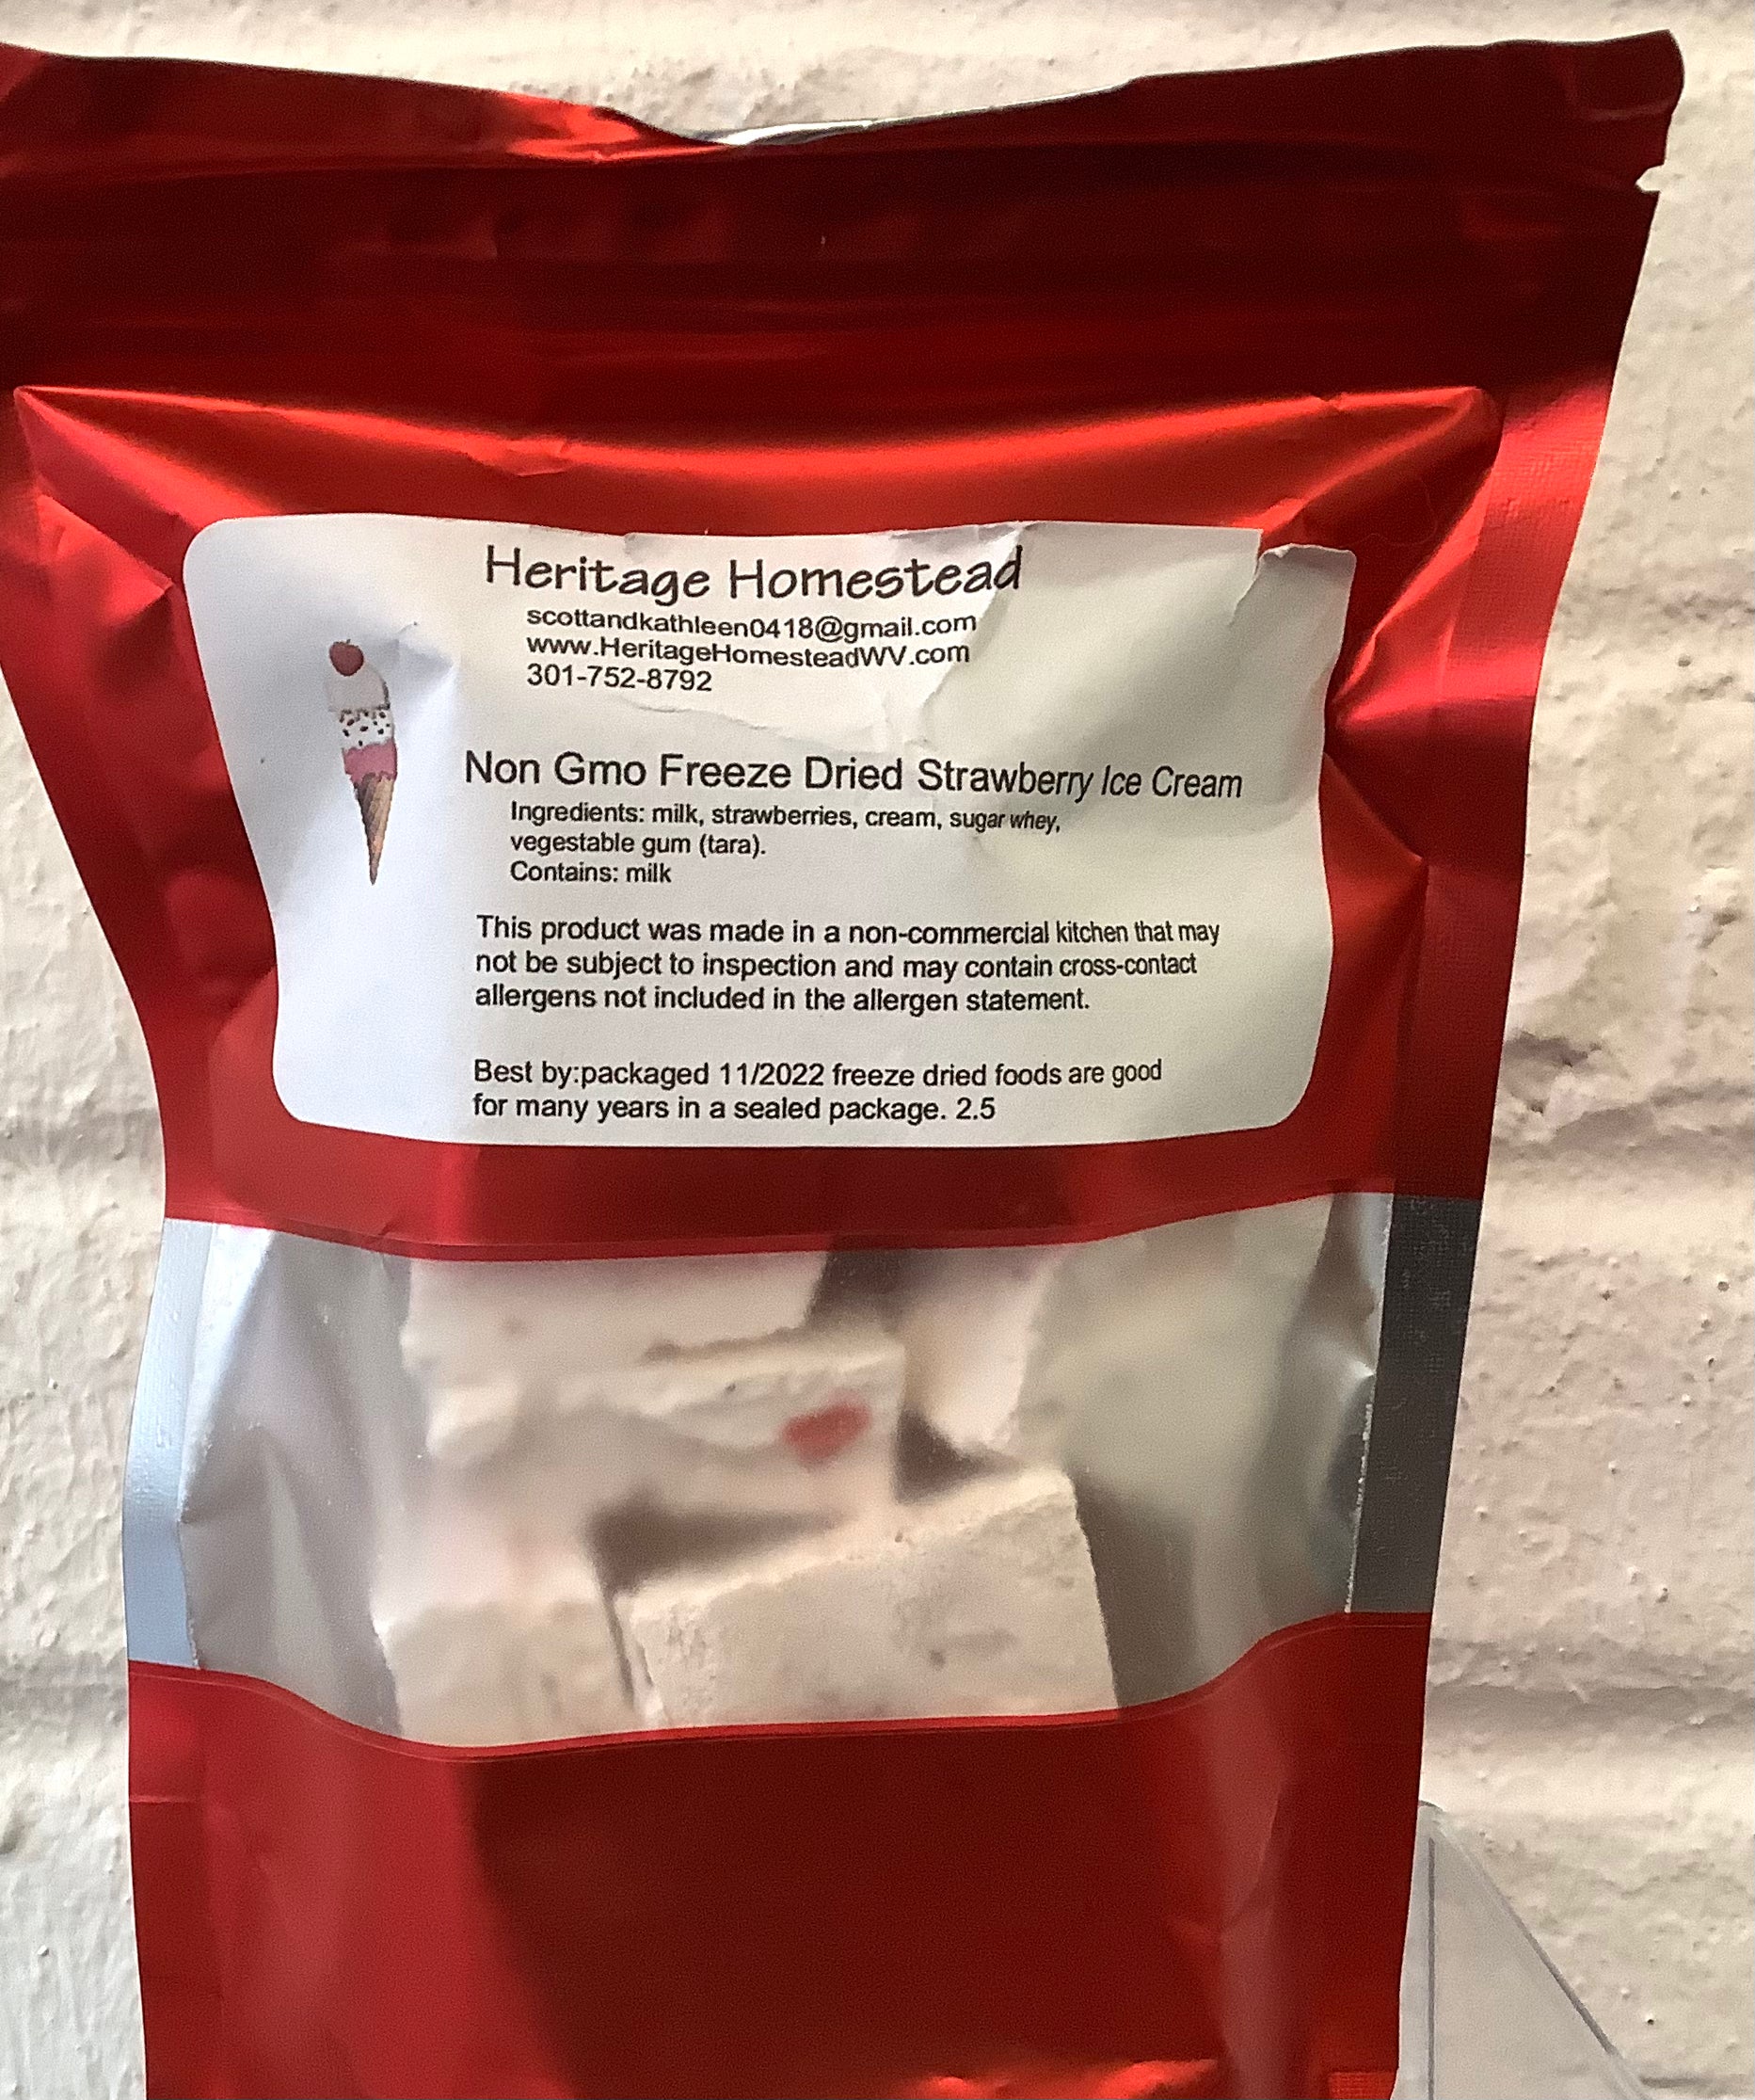 Heritage Homestead
scottandkathleen0418@gmail.com
www.HeritageHomesteadWV.com
301-752-8792
Non Gmo Freeze Dried Strawberry Ice Cream
Ingredients: milk, strawberries, cream, sugar whey,
vegestable gum (tara).
Contains: milk
This product was made in a non-commercial kitchen that may
not be subject to inspection and may contain cross-contact
allergens not included in the allergen statement.
Best by:packaged 11/2022 freeze dried foods are good
for many years in a sealed package. 2.5